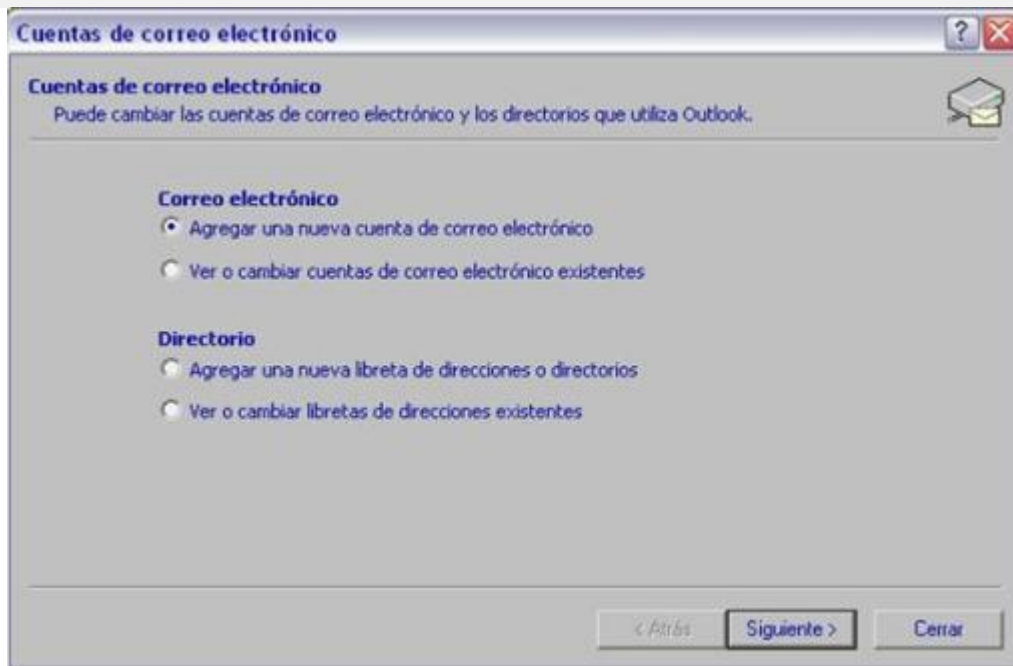 Cuentas de correo electrónico
?
Cuentas de correo electrónico
Puede cambiar las cuentas de correo electrónico y los directorios que utiliza Outlook.
Correo electrónico
Agregar una nueva cuenta de correo electrónico
Ver o cambiar cuentas de correo electrónico existentes
Directorio
Agregar una nueva libreta de direcciones o directorios
Ver o cambiar libretas de direcciones existentes
< Atrás Siguiente > Cerrar